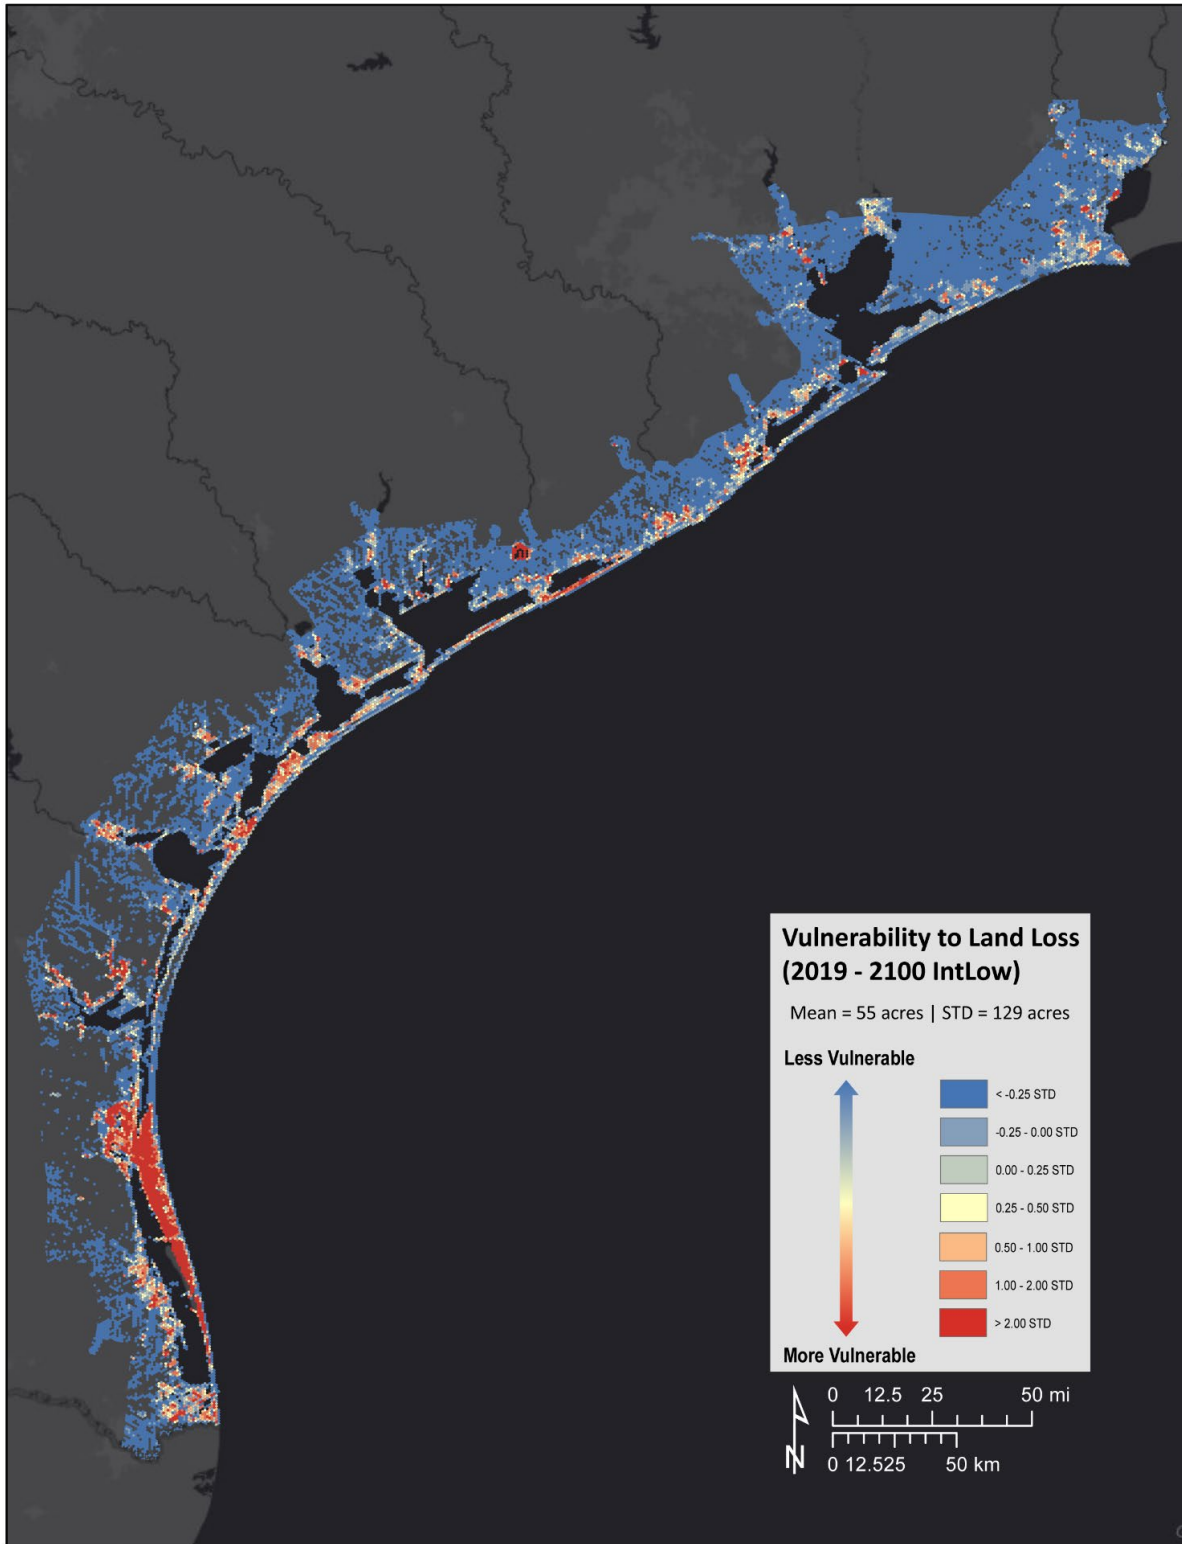 Vulnerability to Land Loss
(2019 - 2100 IntLow)
Mean = 55 acres | STD = 129 acres
Less Vulnerable
< -0.25 STD
-0.25 - 0.00 STD
0.00 - 0.25 STD
0.25 - 0.50 STD
0.50 - 1.00 STD
1.00 - 2.00 STD
> 2.00 STD
More Vulnerable
0 12.5 25 50 mi
N
0 12.525 50 km